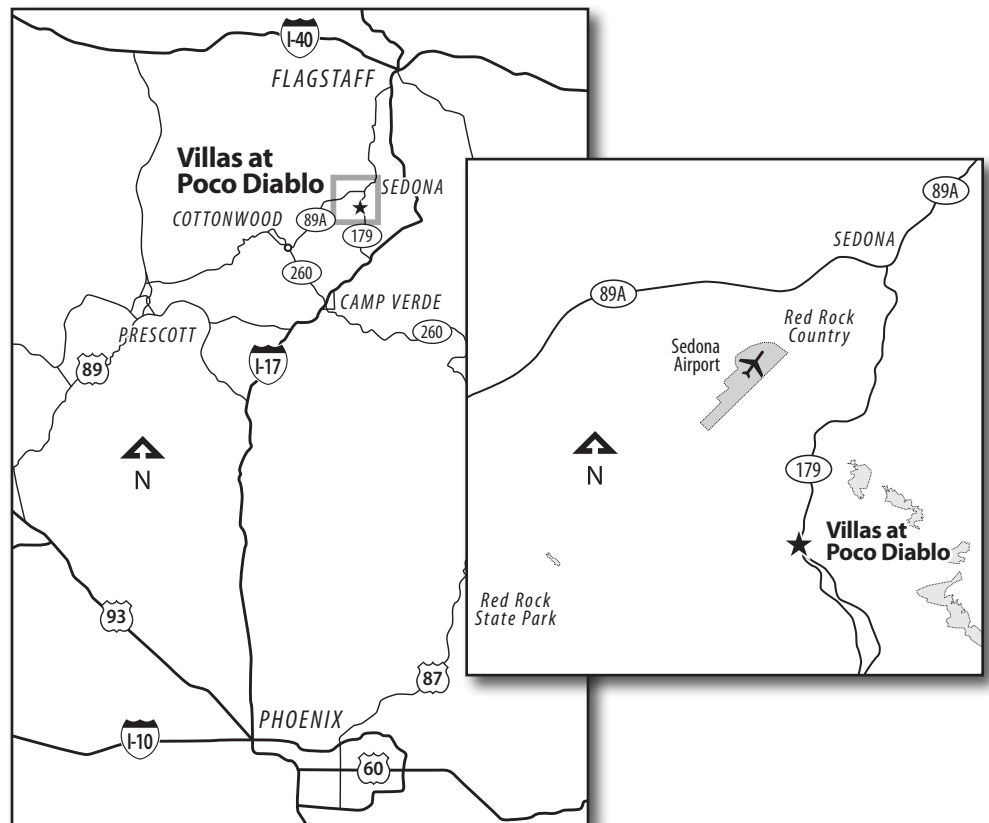 I-40
FLAGSTAFF
Villas at
Poco Diablo
SEDONA
COTTONWOOD
89A
179
260
CAMP VERDE
260
PRESCOTT
89
I-17
N
93
87
PHOENIX
I-10
60
89A
SEDONA
89A
Red Rock
Country
Sedona
Airport
N
179
Villas at
Poco Diablo
Red Rock
State Park